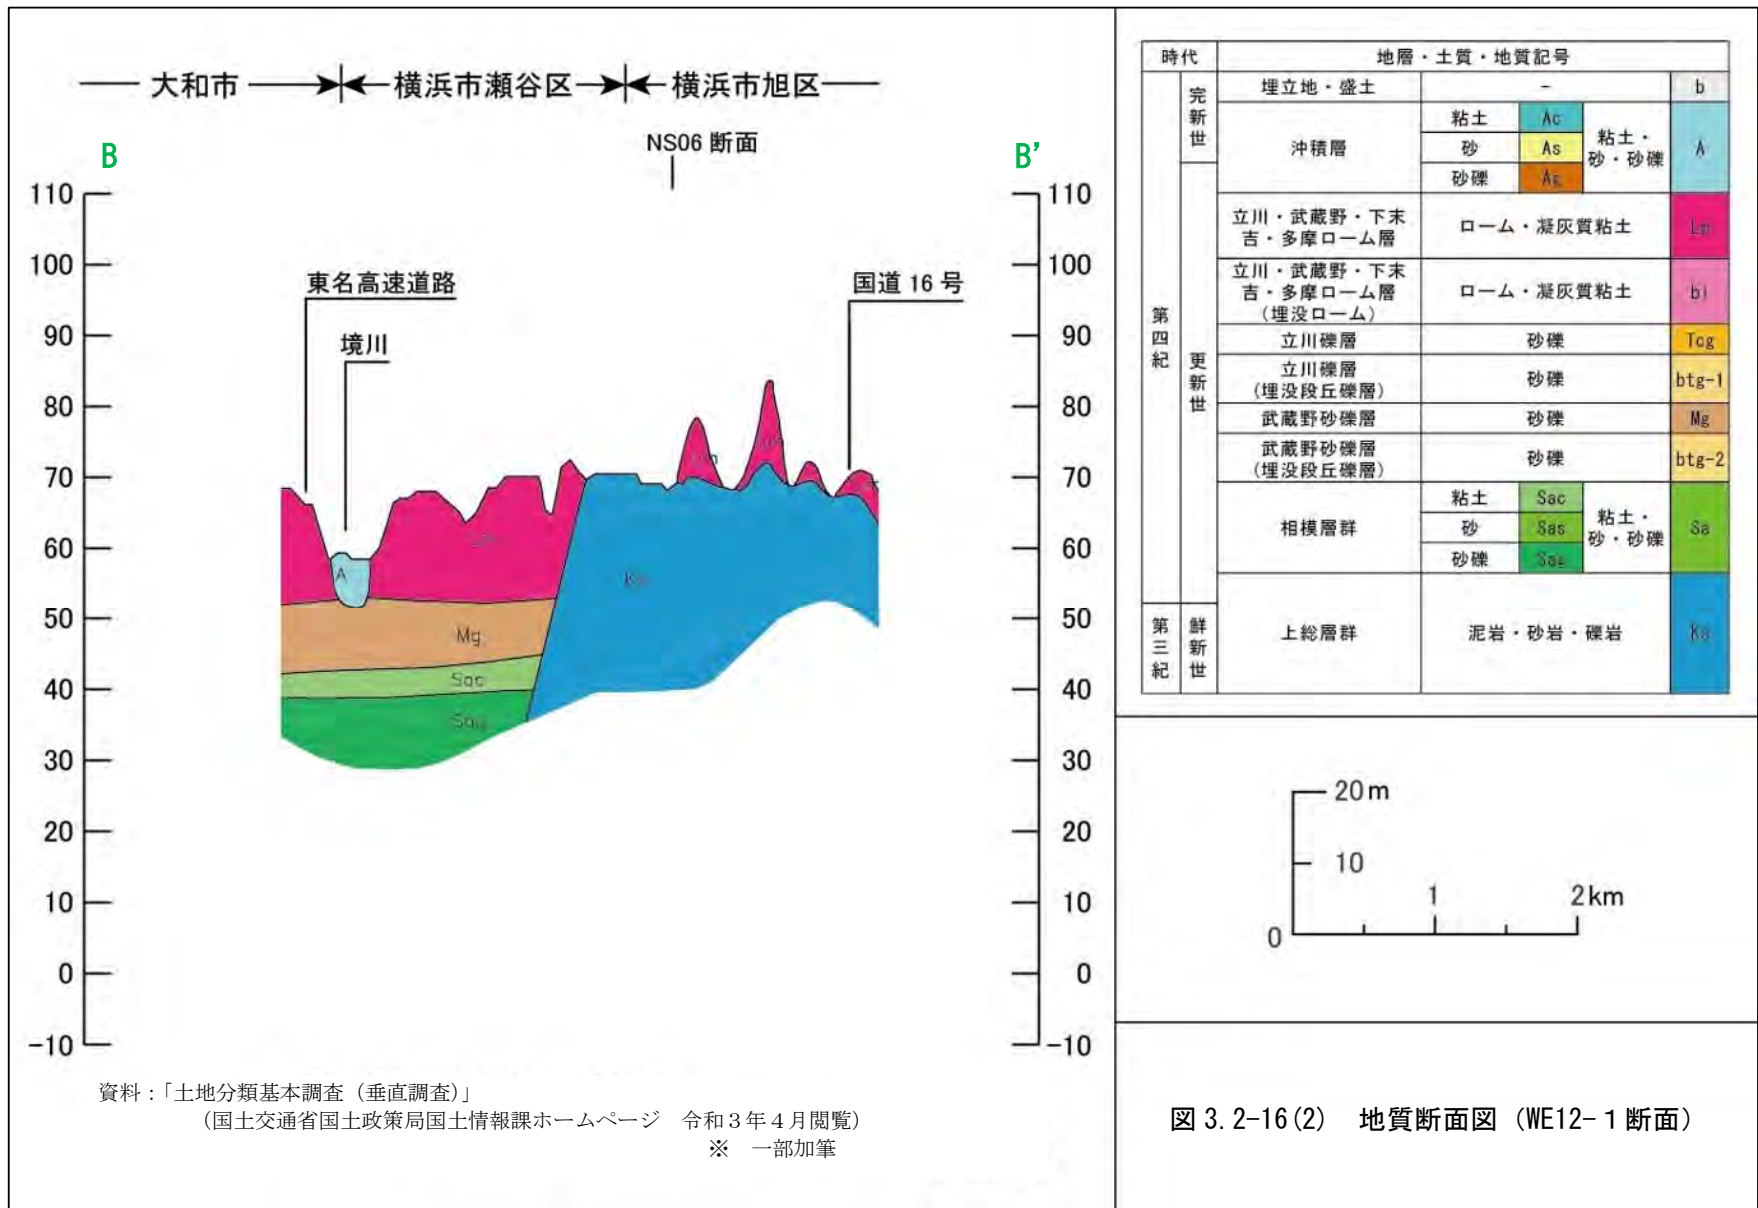 大和市
横浜市瀬谷区
横浜市旭区
NS06 断面
B
B’
110
100
90
80
70
60
50
40
30
20
10
0
-10
東名高速道路
境川
国道 16 号
A
Mg
Sac
Sag
Ks
110
100
90
80
70
60
50
40
30
20
10
0
-10
資料：「土地分類基本調査（垂直調査）」
（国土交通省国土政策局国土情報課ホームページ　令和３年４月閲覧）
※　一部加筆
時代
地層・土質・地質記号
第四紀
完新世
埋立地・盛土
-
b
沖積層
粘土
Ac
砂
As
砂礫
Ag
粘土・
砂・砂礫
A
更新世
立川・武蔵野・下末
吉・多摩ローム層
ローム・凝灰質粘土
Lm
立川・武蔵野・下末
吉・多摩ローム層
（埋没ローム）
ローム・凝灰質粘土
bl
立川礫層
砂礫
Tcg
立川礫層
（埋没段丘礫層）
砂礫
btg-1
武蔵野砂礫層
砂礫
Mg
武蔵野砂礫層
（埋没段丘礫層）
砂礫
btg-2
相模層群
粘土
Sac
砂
Sas
砂礫
Sag
粘土・
砂・砂礫
Sa
第三紀
鮮新世
上総層群
泥岩・砂岩・礫岩
Ks
20m
10
0
1
2km
図 3.2-16(2)　地質断面図（WE12-１断面）